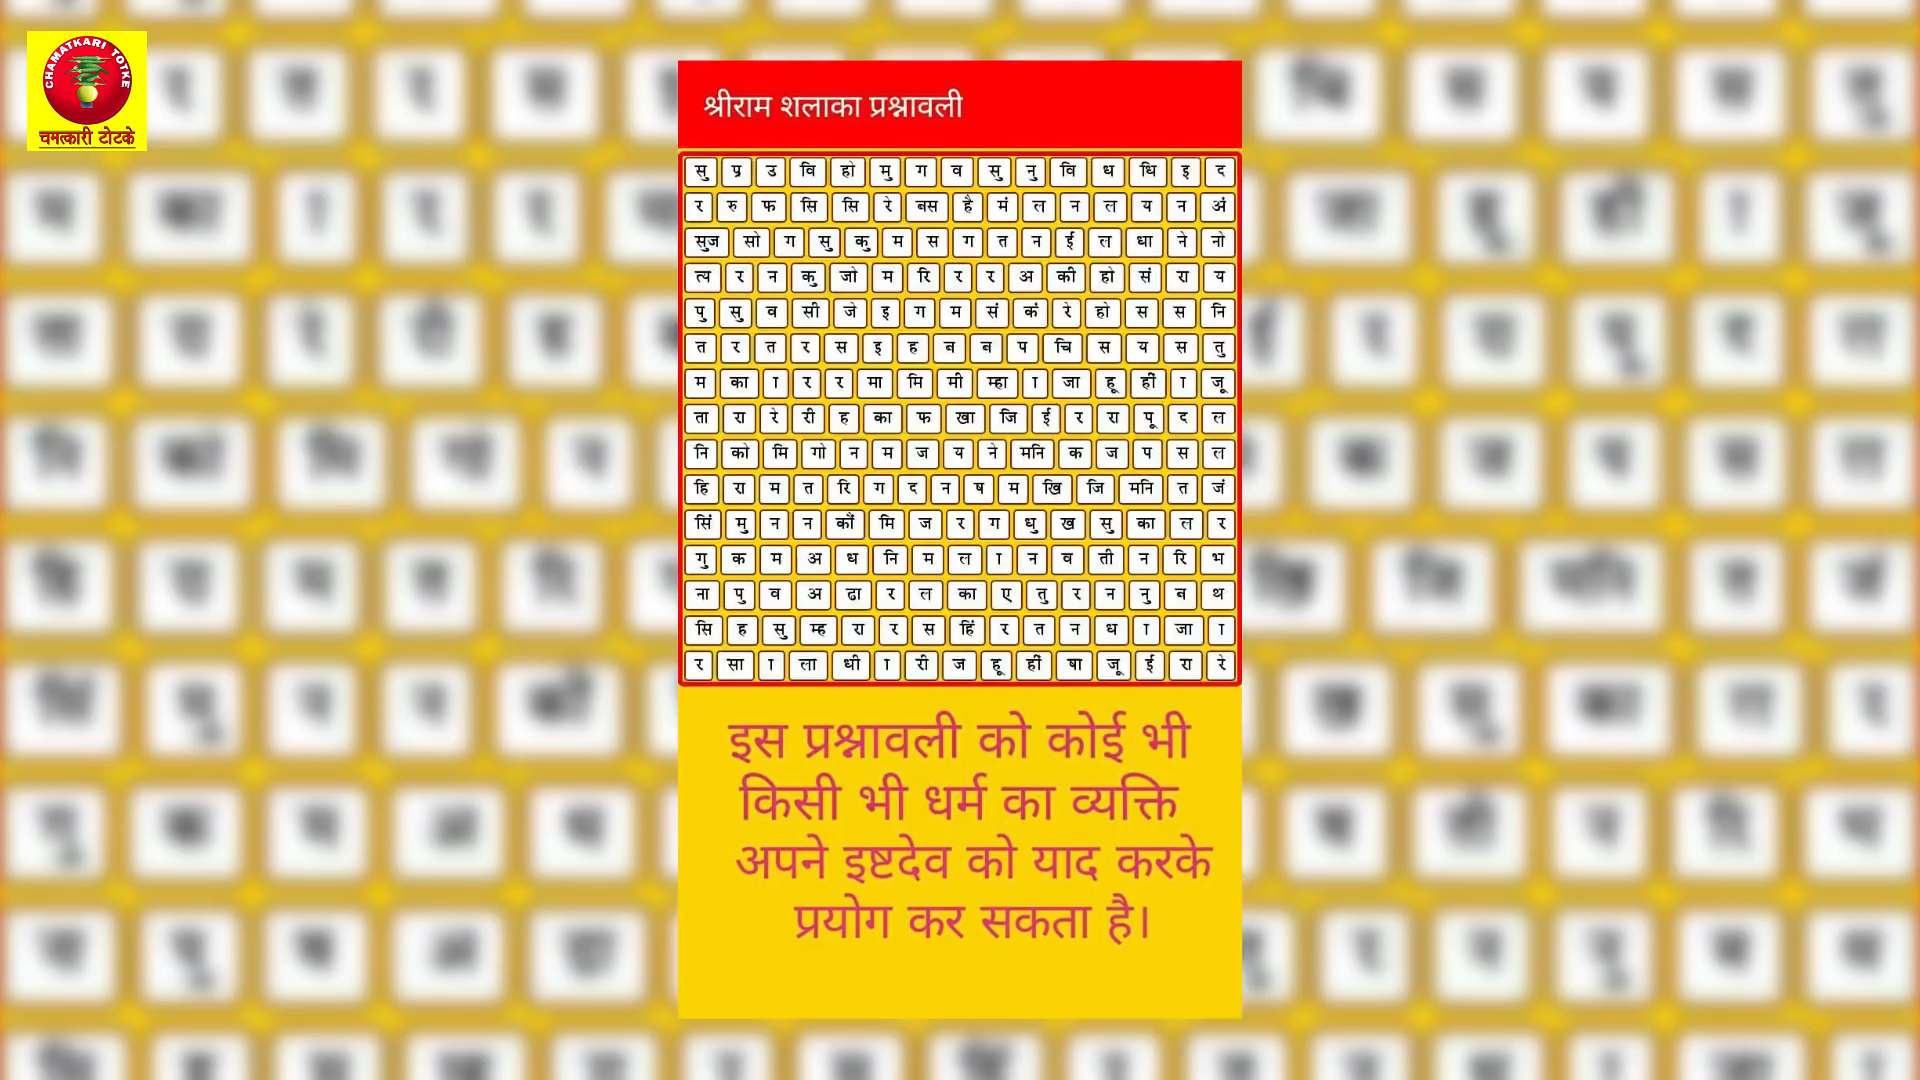 CHAMATKARI TOTKE
चमत्कारी टोटके
श्रीराम शलाका प्रश्नावली
सु प्र उ वि हो मु ग व सु नु वि ध धि इ द
र रु फ सि सि रे बस है मं ल न ल य न अं
सुज सो ग सु कु म स ग त न ई ल धा ने नो
त्य र न कु जो म रि र र अ की हो सं रा य
पु सु व सी जे इ ग म सं कं रे हो स स नि
त र त र स इ ह ब ब प चि स य स तु
म का ा र र मा मि मी म्हा ा जा हू हीं ा जू
ता रा रे री ह का फ खा जि ई र रा पू द ल
नि को मि गो न म ज य ने मनि क ज प स ल
हि रा म त रि ग द न ष म खि जि मनि त जं
सिं मु न न कौं मि ज र ग धु ख सु का ल र
गु क म अ ध नि म ल ा न व ती न रि भ
ना पु व अ ढा र ल का ए तु र न नु ब थ
सि ह सु म्ह रा र स हिं र त न ध ा जा ा
र सा ा ला धी ा री ज हू हीं षा जू ई रा रे
इस प्रश्नावली को कोई भी
किसी भी धर्म का व्यक्ति
अपने इष्टदेव को याद करके
प्रयोग कर सकता है।